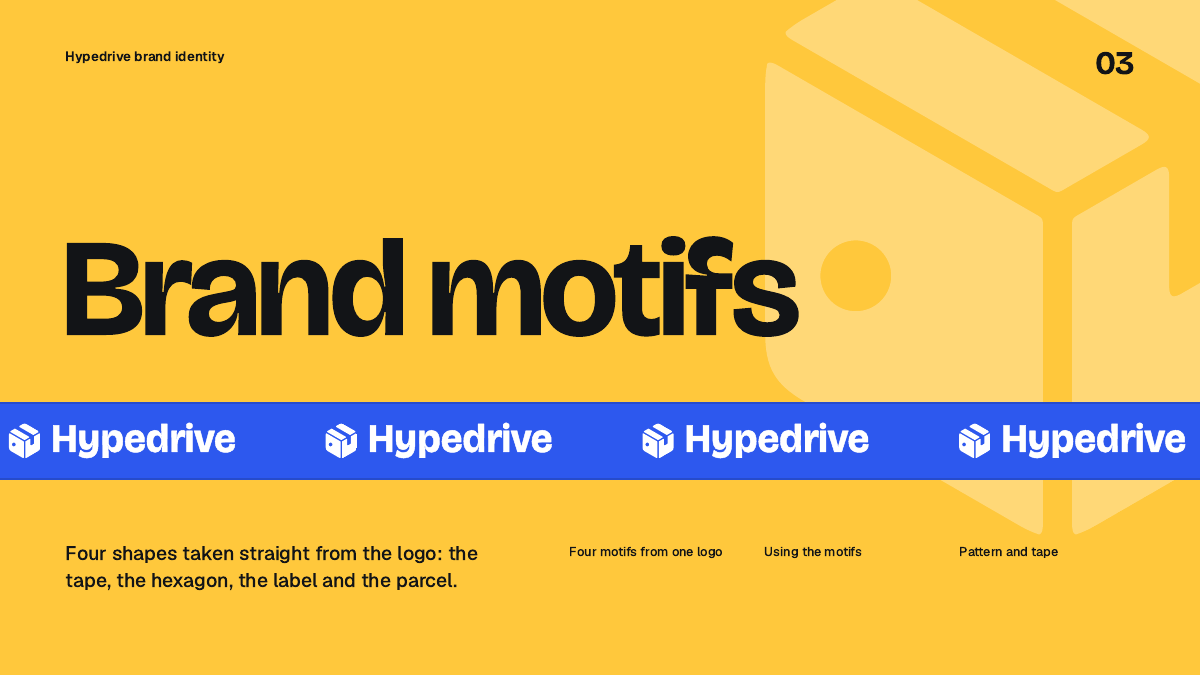 Hypedrive brand identity
03
Brand motifs
Hypedrive Hypedrive Hypedrive Hypedrive
Four shapes taken straight from the logo: the
tape, the hexagon, the label and the parcel.
Four motifs from one logo
Using the motifs
Pattern and tape